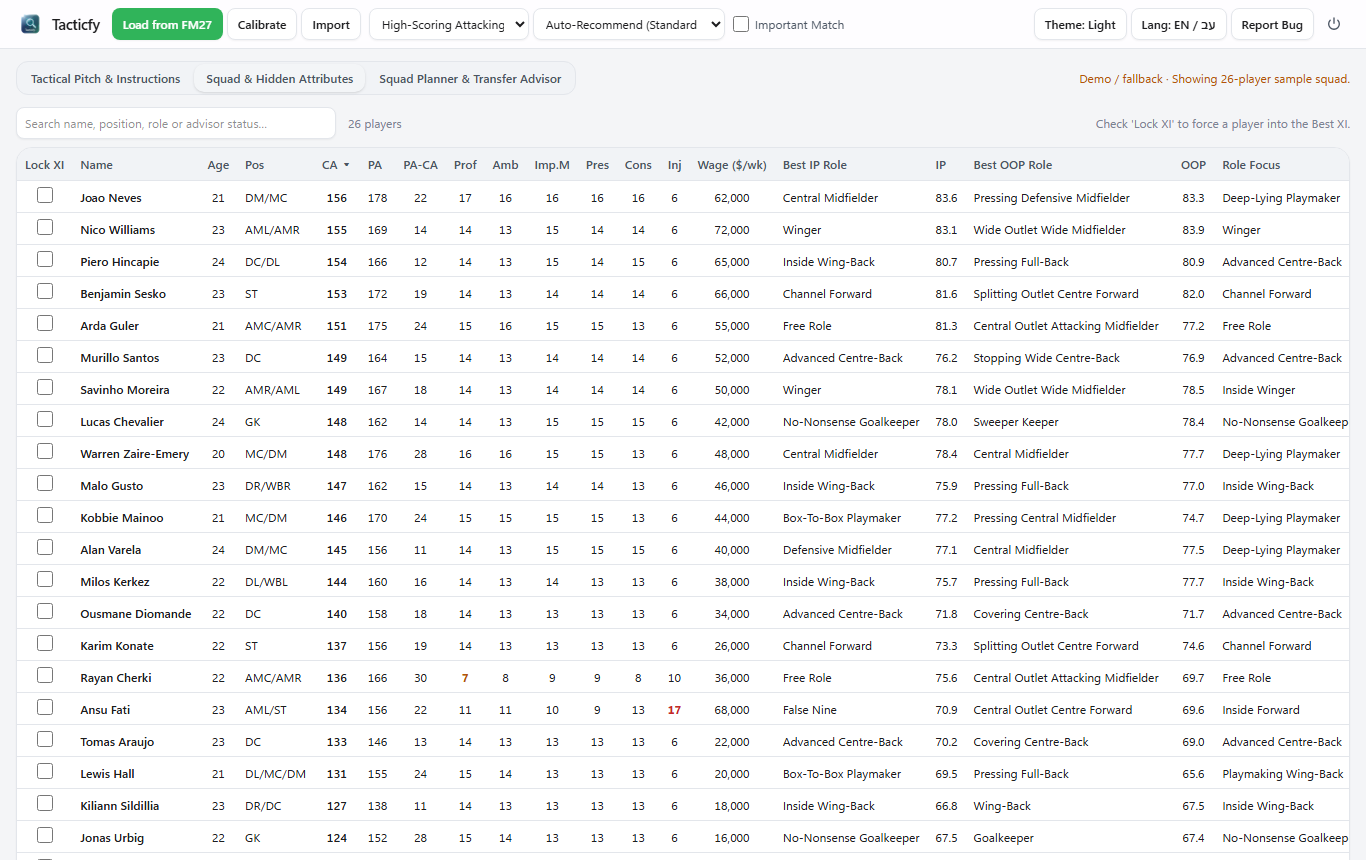 Tacticfy Load from FM27 Calibrate Import High-Scoring Attacking Auto-Recommend (Standard Important Match Theme: Light Lang: EN / עב Report Bug
Tactical Pitch & Instructions Squad & Hidden Attributes Squad Planner & Transfer Advisor Demo / fallback · Showing 26-player sample squad.
Search name, position, role or advisor status... 26 players Check 'Lock XI' to force a player into the Best XI.
Lock XI Name Age Pos CA PA PA-CA Prof Amb Imp.M Pres Cons Inj Wage ($/wk) Best IP Role IP Best OOP Role OOP Role Focus
Joao Neves 21 DM/MC 156 178 22 17 16 16 16 16 6 62,000 Central Midfielder 83.6 Pressing Defensive Midfielder 83.3 Deep-Lying Playmaker
Nico Williams 23 AML/AMR 155 169 14 14 13 15 14 14 6 72,000 Winger 83.1 Wide Outlet Wide Midfielder 83.9 Winger
Piero Hincapie 24 DC/DL 154 166 12 14 13 15 14 15 6 65,000 Inside Wing-Back 80.7 Pressing Full-Back 80.9 Advanced Centre-Back
Benjamin Sesko 23 ST 153 172 19 14 13 14 14 14 6 66,000 Channel Forward 81.6 Splitting Outlet Centre Forward 82.0 Channel Forward
Arda Guler 21 AMC/AMR 151 175 24 15 16 15 15 13 6 55,000 Free Role 81.3 Central Outlet Attacking Midfielder 77.2 Free Role
Murillo Santos 23 DC 149 164 15 14 13 14 14 14 6 52,000 Advanced Centre-Back 76.2 Stopping Wide Centre-Back 76.9 Advanced Centre-Back
Savinho Moreira 22 AMR/AML 149 167 18 14 13 14 14 14 6 50,000 Winger 78.1 Wide Outlet Wide Midfielder 78.5 Inside Winger
Lucas Chevalier 24 GK 148 162 14 14 13 15 15 15 6 42,000 No-Nonsense Goalkeeper 78.0 Sweeper Keeper 78.4 No-Nonsense Goalkeep
Warren Zaire-Emery 20 MC/DM 148 176 28 16 16 15 15 13 6 48,000 Central Midfielder 78.4 Central Midfielder 77.7 Deep-Lying Playmaker
Malo Gusto 23 DR/WBR 147 162 15 14 13 14 14 13 6 46,000 Inside Wing-Back 75.9 Pressing Full-Back 77.0 Inside Wing-Back
Kobbie Mainoo 21 MC/DM 146 170 24 15 15 15 15 13 6 44,000 Box-To-Box Playmaker 77.2 Pressing Central Midfielder 74.7 Deep-Lying Playmaker
Alan Varela 24 DM/MC 145 156 11 14 13 15 15 15 6 40,000 Defensive Midfielder 77.1 Central Midfielder 77.5 Deep-Lying Playmaker
Milos Kerkez 22 DL/WBL 144 160 16 14 13 14 13 13 6 38,000 Inside Wing-Back 75.7 Pressing Full-Back 77.7 Inside Wing-Back
Ousmane Diomande 22 DC 140 158 18 14 13 13 13 13 6 34,000 Advanced Centre-Back 71.8 Covering Centre-Back 71.7 Advanced Centre-Back
Karim Konate 22 ST 137 156 19 14 13 13 13 13 6 26,000 Channel Forward 73.3 Splitting Outlet Centre Forward 74.6 Channel Forward
Rayan Cherki 22 AMC/AMR 136 166 30 7 8 9 9 8 10 36,000 Free Role 75.6 Central Outlet Attacking Midfielder 69.7 Free Role
Ansu Fati 23 AML/ST 134 156 22 11 11 10 9 13 17 68,000 False Nine 70.9 Central Outlet Centre Forward 69.6 Inside Forward
Tomas Araujo 23 DC 133 146 13 14 13 13 13 13 6 22,000 Advanced Centre-Back 70.2 Covering Centre-Back 69.0 Advanced Centre-Back
Lewis Hall 21 DL/MC/DM 131 155 24 15 14 13 13 13 6 20,000 Box-To-Box Playmaker 69.5 Pressing Full-Back 65.6 Playmaking Wing-Back
Kiliann Sildillia 23 DR/DC 127 138 11 14 13 13 13 13 6 18,000 Inside Wing-Back 66.8 Wing-Back 67.5 Inside Wing-Back
Jonas Urbig 22 GK 124 152 28 15 14 13 13 13 6 16,000 No-Nonsense Goalkeeper 67.5 Goalkeeper 67.4 No-Nonsense Goalkeep